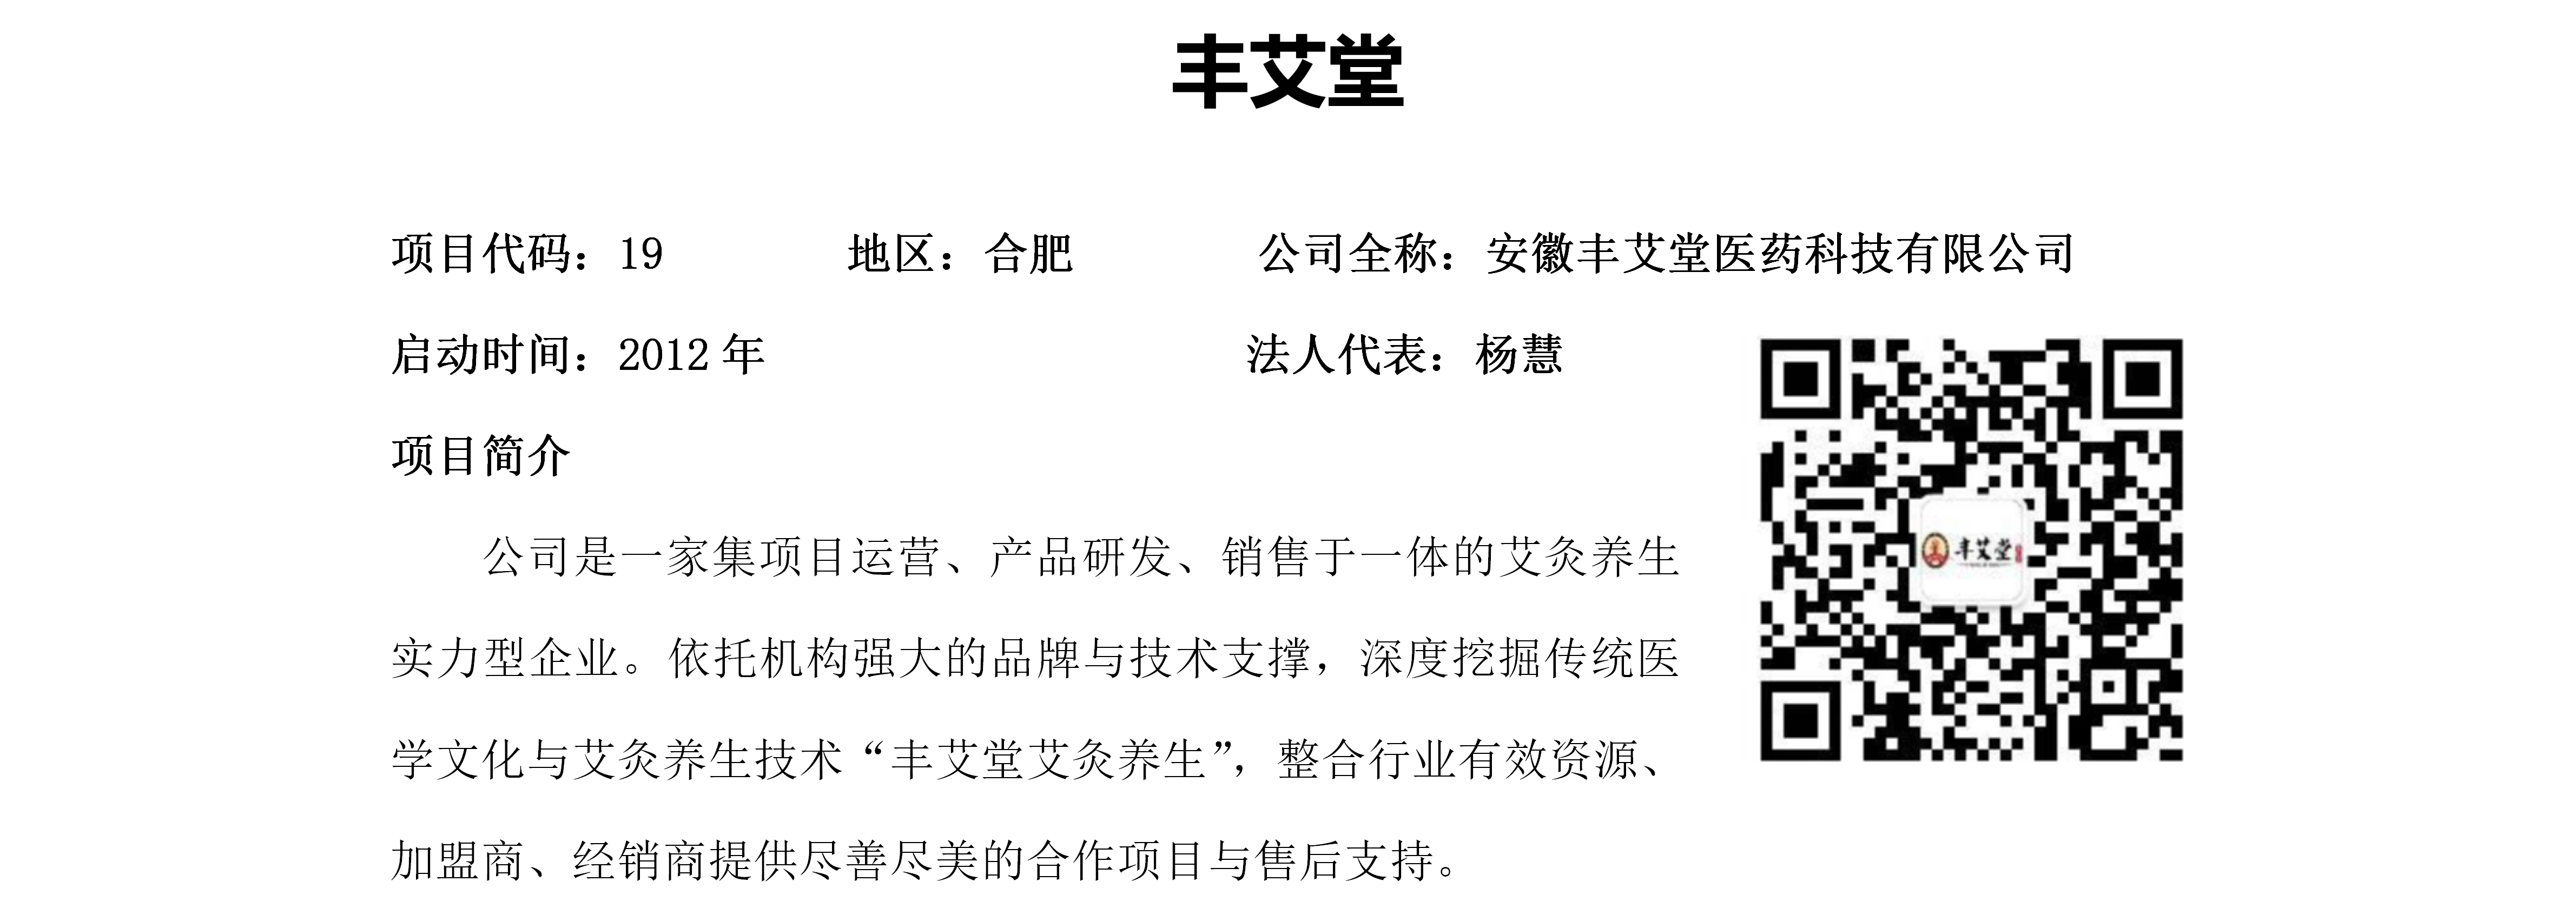 丰艾堂
项目代码：19 地区：合肥 公司全称：安徽丰艾堂医药科技有限公司
启动时间：2012 年 法人代表：杨慧
项目简介
公司是一家集项目运营、产品研发、销售于一体的艾灸养生
实力型企业。依托机构强大的品牌与技术支撑，深度挖掘传统医
学文化与艾灸养生技术“丰艾堂艾灸养生”，整合行业有效资源、
加盟商、经销商提供尽善尽美的合作项目与售后支持。
丰艾堂